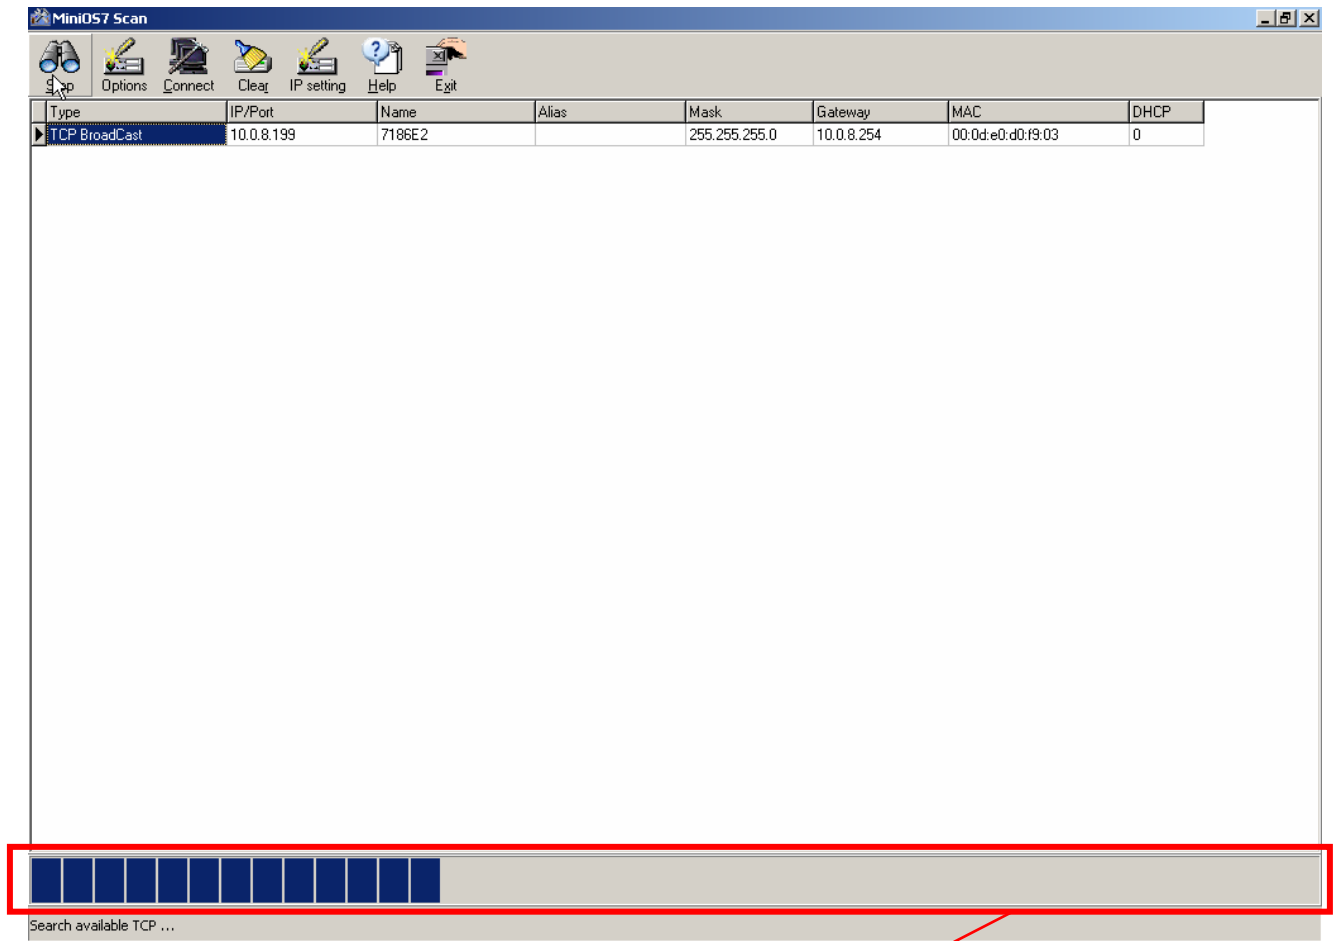 MiniOS7 Scan
Options Connect Clear IP setting Help Exit
Type IP/Port Name Alias Mask Gateway MAC DHCP
TCP BroadCast 10.0.8.199 7186E2 255.255.255.0 10.0.8.254 00:0d:e0:d0:f9:03 0
Search available TCP ...